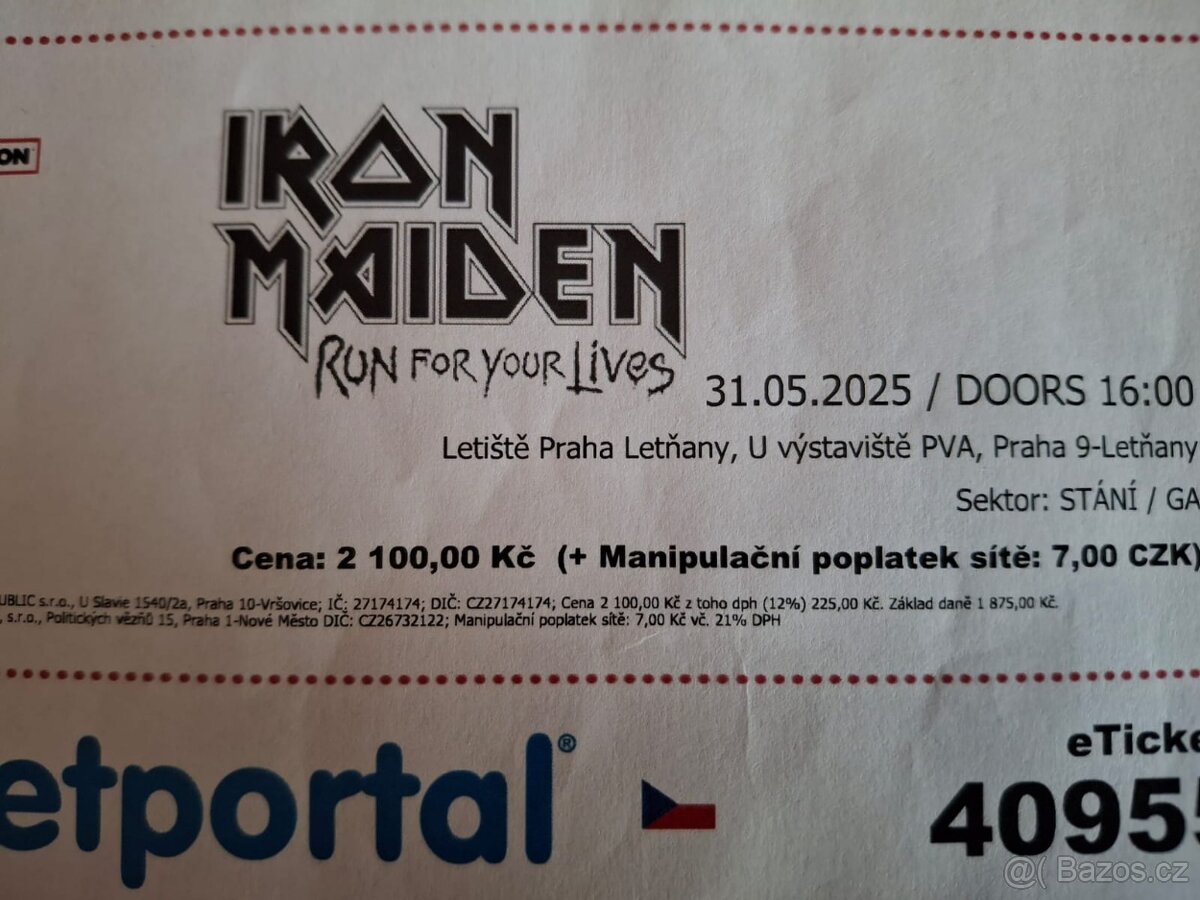 ON
IRON
MAIDEN
RUN FOR YOUR LIVES
31.05.2025 / DOORS 16:00
Letiště Praha Letňany, U výstaviště PVA, Praha 9-Letňany
Sektor: STÁNÍ / GA
Cena: 2 100,00 Kč (+ Manipulační poplatek sítě: 7,00 CZK)
UBLIC s.r.o., U Slavie 1540/2a, Praha 10-Vršovice; IČ: 27174174; DIČ: CZ27174174; Cena 2 100,00 Kč z toho dph (12%) 225,00 Kč. Základ daně 1 875,00 Kč.
, s.r.o., Politických vězňů 15, Praha 1-Nové Město DIČ: CZ26732122; Manipulační poplatek sítě: 7,00 Kč vč. 21% DPH
etportal®
eTicke
4095
@( Bazos.cz